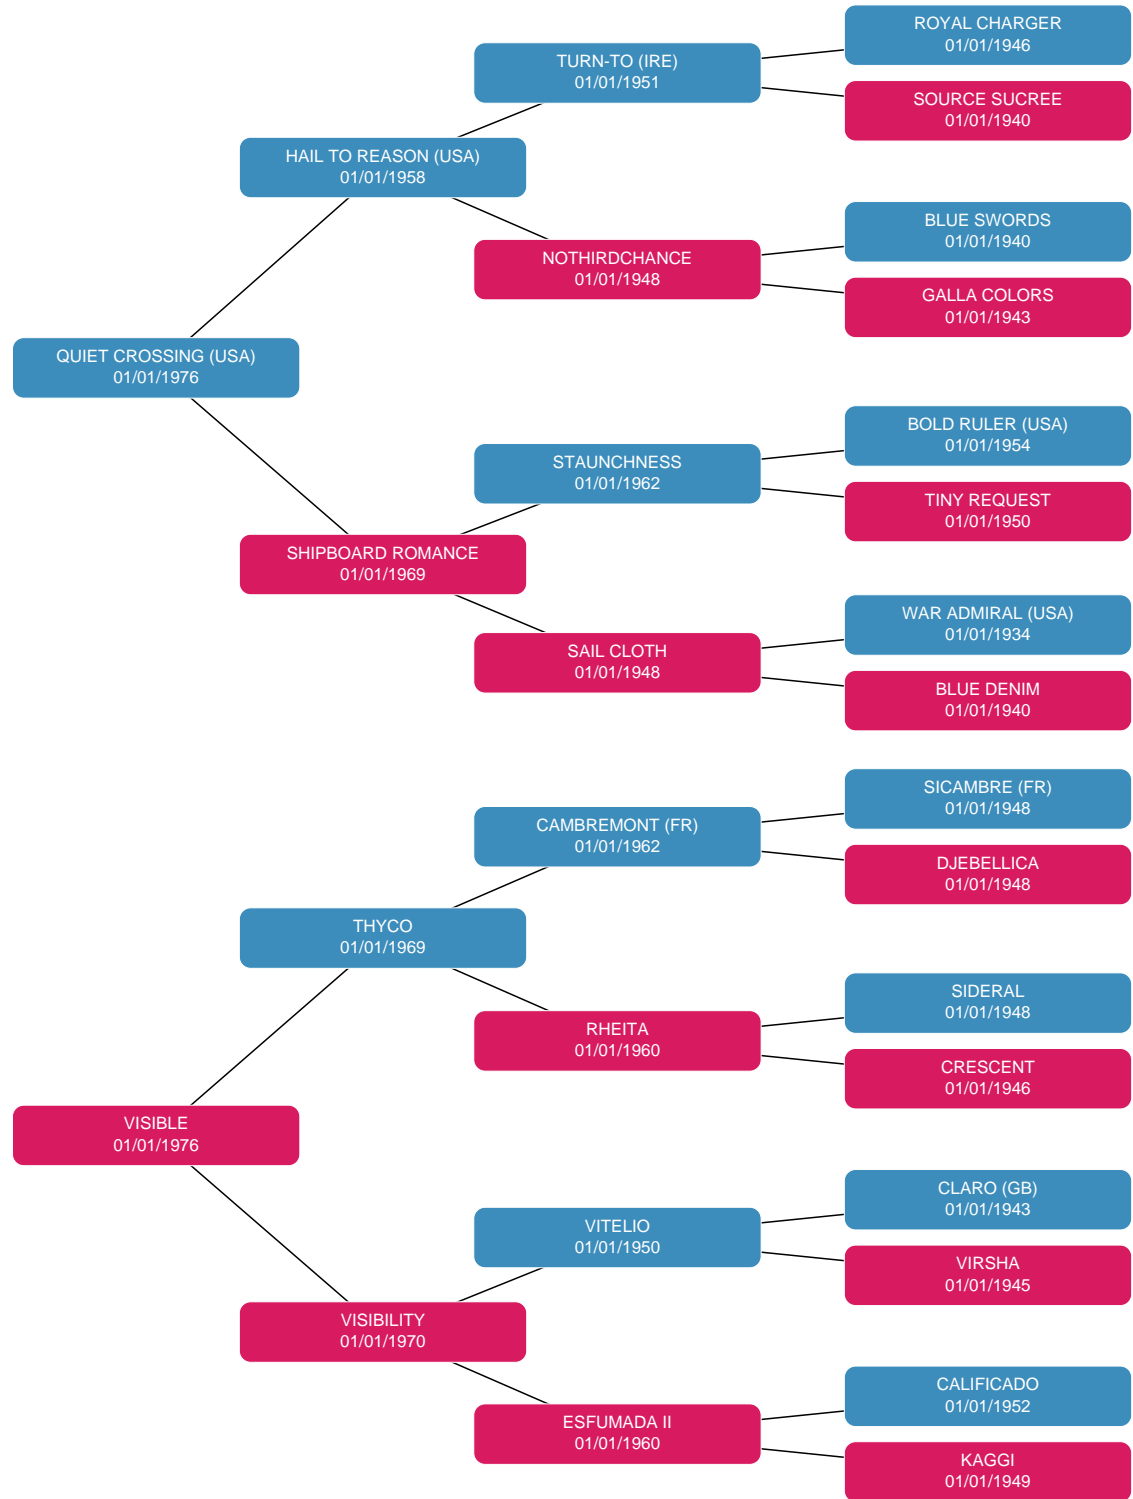 ROYAL CHARGER
01/01/1946
TURN-TO (IRE)
01/01/1951
SOURCE SUCREE
01/01/1940
HAIL TO REASON (USA)
01/01/1958
BLUE SWORDS
01/01/1940
NOTHIRDCHANCE
01/01/1948
GALLA COLORS
01/01/1943
QUIET CROSSING (USA)
01/01/1976
BOLD RULER (USA)
01/01/1954
STAUNCHNESS
01/01/1962
TINY REQUEST
01/01/1950
SHIPBOARD ROMANCE
01/01/1969
WAR ADMIRAL (USA)
01/01/1934
SAIL CLOTH
01/01/1948
BLUE DENIM
01/01/1940
SICAMBRE (FR)
01/01/1948
CAMBREMONT (FR)
01/01/1962
DJEBELLICA
01/01/1948
THYCO
01/01/1969
SIDERAL
01/01/1948
RHEITA
01/01/1960
CRESCENT
01/01/1946
VISIBLE
01/01/1976
CLARO (GB)
01/01/1943
VITELIO
01/01/1950
VIRSHA
01/01/1945
VISIBILITY
01/01/1970
CALIFICADO
01/01/1952
ESFUMADA II
01/01/1960
KAGGI
01/01/1949